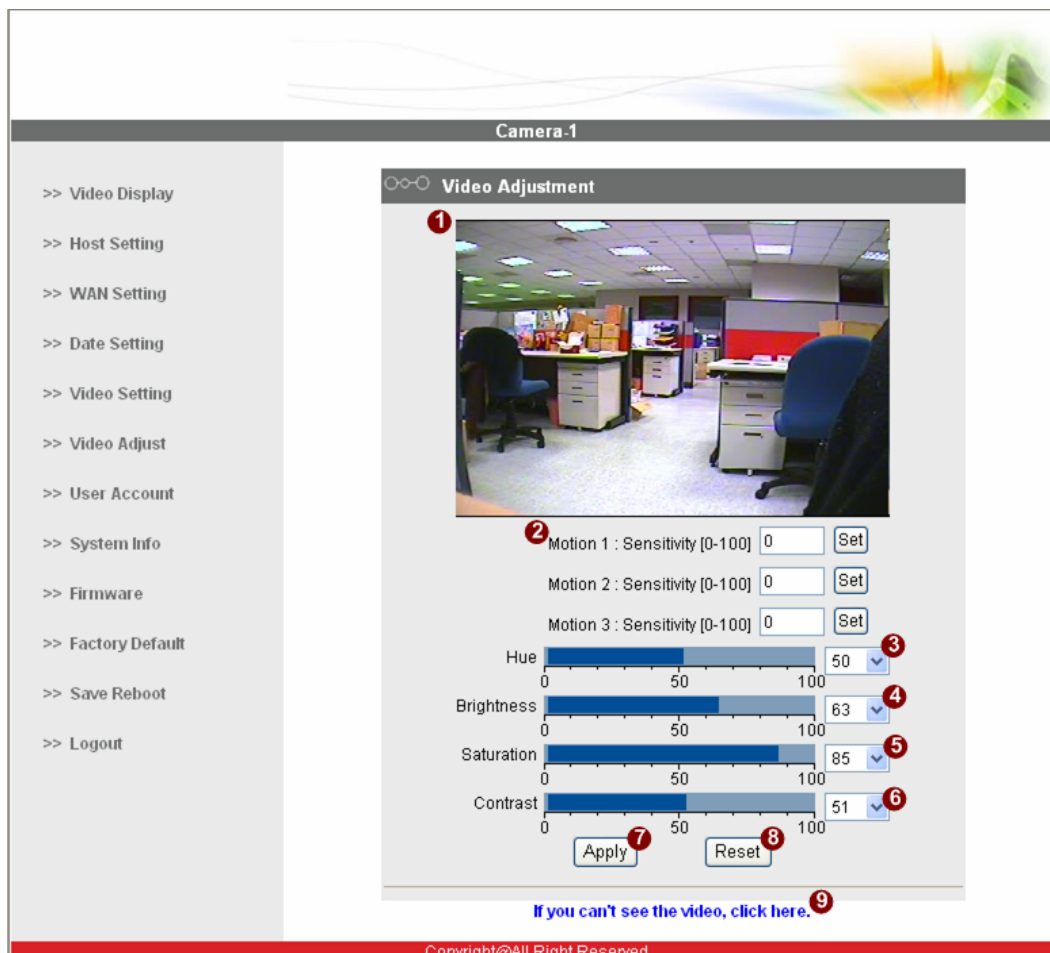 Camera-1
>> Video Display
>> Host Setting
>> WAN Setting
>> Date Setting
>> Video Setting
>> Video Adjust
>> User Account
>> System Info
>> Firmware
>> Factory Default
>> Save Reboot
>> Logout
Video Adjustment
1
2
Motion 1 : Sensitivity [0-100] 0 Set
Motion 2 : Sensitivity [0-100] 0 Set
Motion 3 : Sensitivity [0-100] 0 Set
Hue 50 3
0 50 100
Brightness 63 4
0 50 100
Saturation 85 5
0 50 100
Contrast 51 6
0 50 100
Apply 7 Reset 8
If you can't see the video, click here. 9
Copyright@All Right Reserved